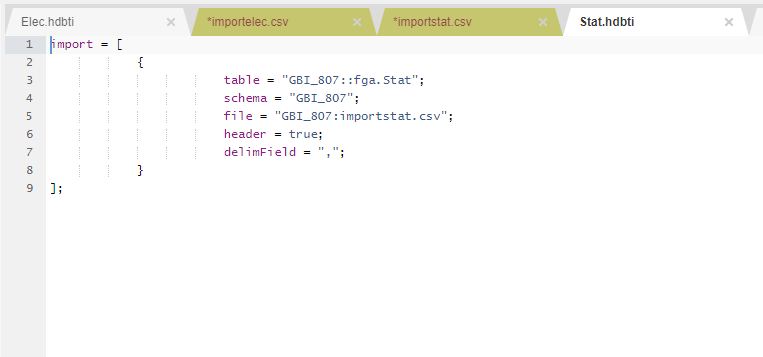 Elec.hdbti × *importelec.csv × *importstat.csv × Stat.hdbti ×
1 import = [
2 {
3 table = "GBI_807::fga.Stat";
4 schema = "GBI_807";
5 file = "GBI_807:importstat.csv";
6 header = true;
7 delimField = ",";
8 }
9 ];